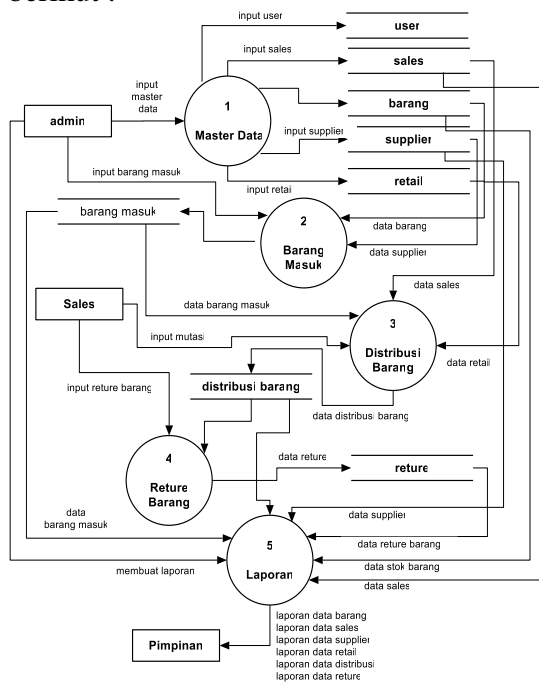 berikut :
input user
user
input sales
sales
input
master
data
1
Master Data
barang
admin
input supplier
supplier
input barang masuk
input retai
retail
barang masuk
2
Barang
Masuk
data barang
data supplier
data sales
Sales
data barang masuk
3
Distribusi
Barang
input mutasi
data retail
input reture barang
distribusi barang
data distribusi barang
4
Reture
Barang
data reture
reture
data
barang masuk
data supplier
5
Laporan
data reture barang
membuat laporan
data stok barang
data sales
Pimpinan
laporan data barang
laporan data sales
laporan data supplier
laporan data retail
laporan data distribusi
laporan data reture